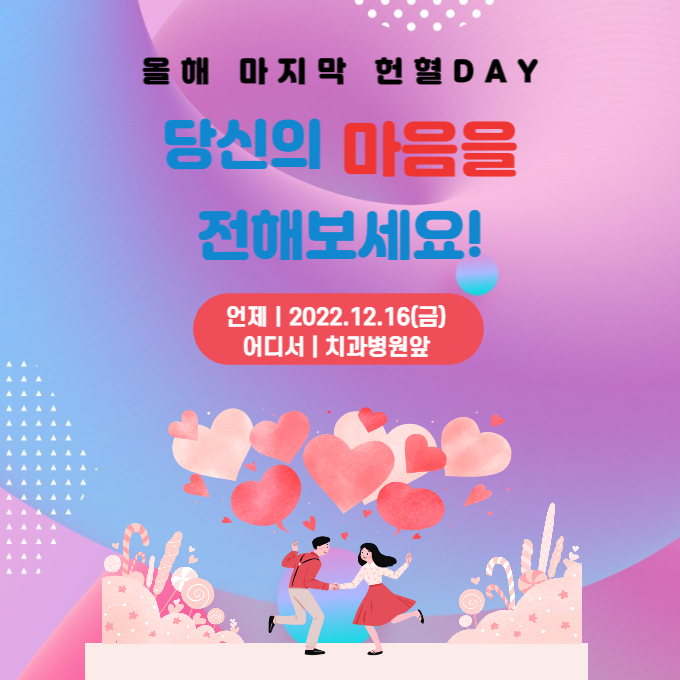 올해 마지막 헌혈DAY
당신의 마음을
전해보세요!
언제 | 2022.12.16(금)
어디서 | 치과병원앞